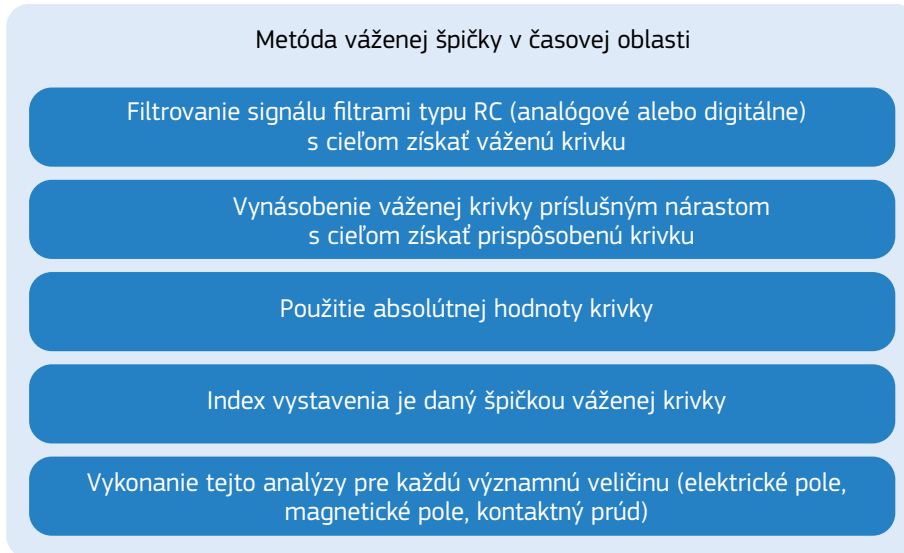 Metóda váženej špičky v časovej oblasti
Filtrovanie signálu filtrami typu RC (analógové alebo digitálne)
s cieľom získať váženú krivku
Vynásobenie váženej krivky príslušným nárastom
s cieľom získať prispôsobenú krivku
Použitie absolútnej hodnoty krivky
Index vystavenia je daný špičkou váženej krivky
Vykonanie tejto analýzy pre každú významnú veličinu (elektrické pole,
magnetické pole, kontaktný prúd)